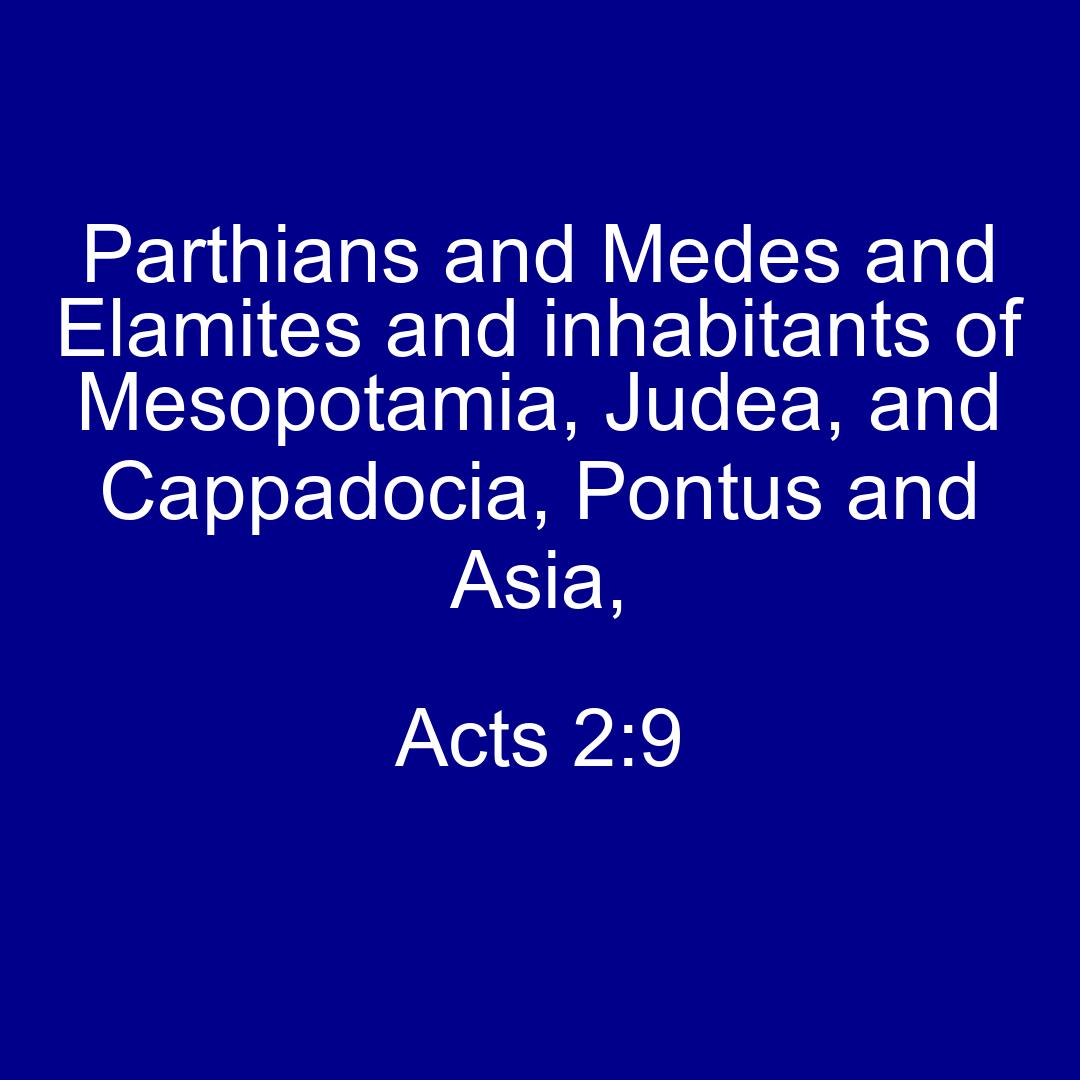 Parthians and Medes and
Elamites and inhabitants of
Mesopotamia, Judea, and
Cappadocia, Pontus and
Asia,
Acts 2:9